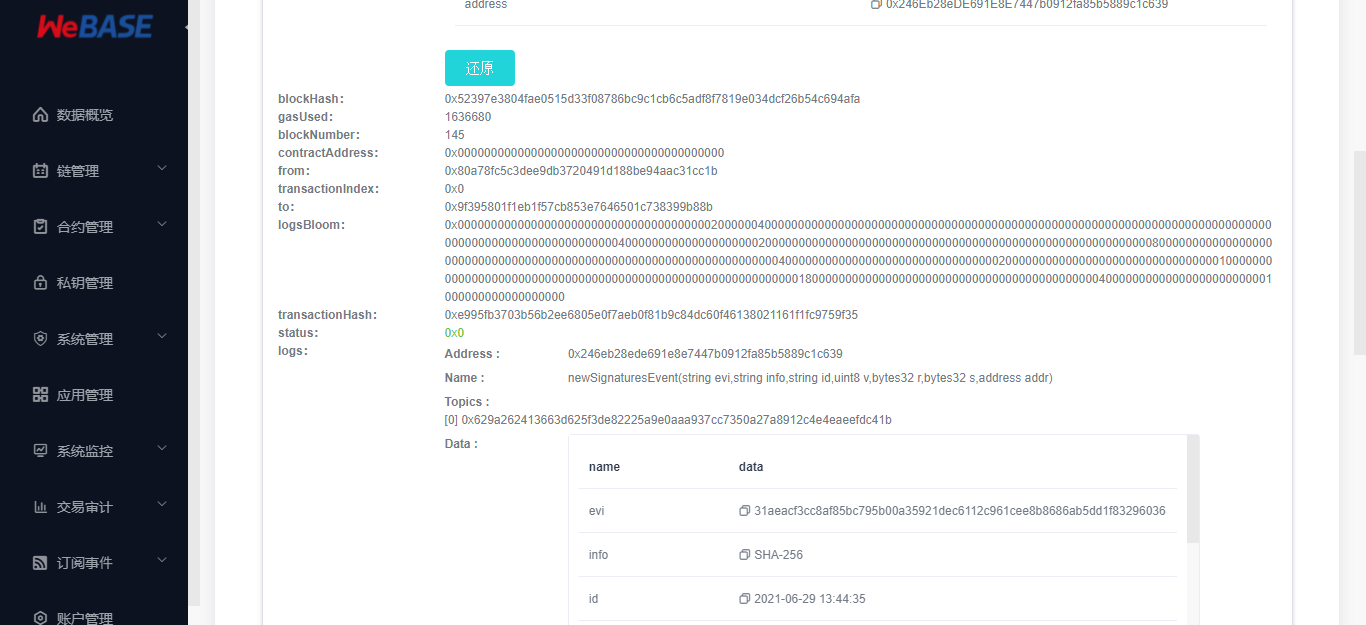 WeBASE
数据概览
链管理
合约管理
私钥管理
系统管理
应用管理
系统监控
交易审计
订阅事件
账户管理
address
0x246Eb28eDE691E8E7447b0912fa85b5889c1c639
还原
blockHash:
0x52397e3804fae0515d33f08786bc9c1cb6c5adf8f7819e034dcf26b54c694afa
gasUsed:
1636680
blockNumber:
145
contractAddress:
0x0000000000000000000000000000000000000000
from:
0x80a78fc5c3dee9db3720491d188be94aac31cc1b
transactionIndex:
0x0
to:
0x9f395801f1eb1f57cb853e7646501c738399b88b
logsBloom:
transactionHash:
0xe995fb3703b56b2ee6805e0f7aeb0f81b9c84dc60f46138021161f1fc9759f35
status:
0x0
logs:
Address :
0x246eb28ede691e8e7447b0912fa85b5889c1c639
Name :
newSignaturesEvent(string evi,string info,string id,uint8 v,bytes32 r,bytes32 s,address addr)
Topics :
[0] 0x629a262413663d625f3de82225a9e0aaa937cc7350a27a8912c4e4eaeefdc41b
Data :
name data
evi 31aeacf3cc8af85bc795b00a35921dec6112c961cee8b8686ab5dd1f83296036
info SHA-256
id 2021-06-29 13:44:35